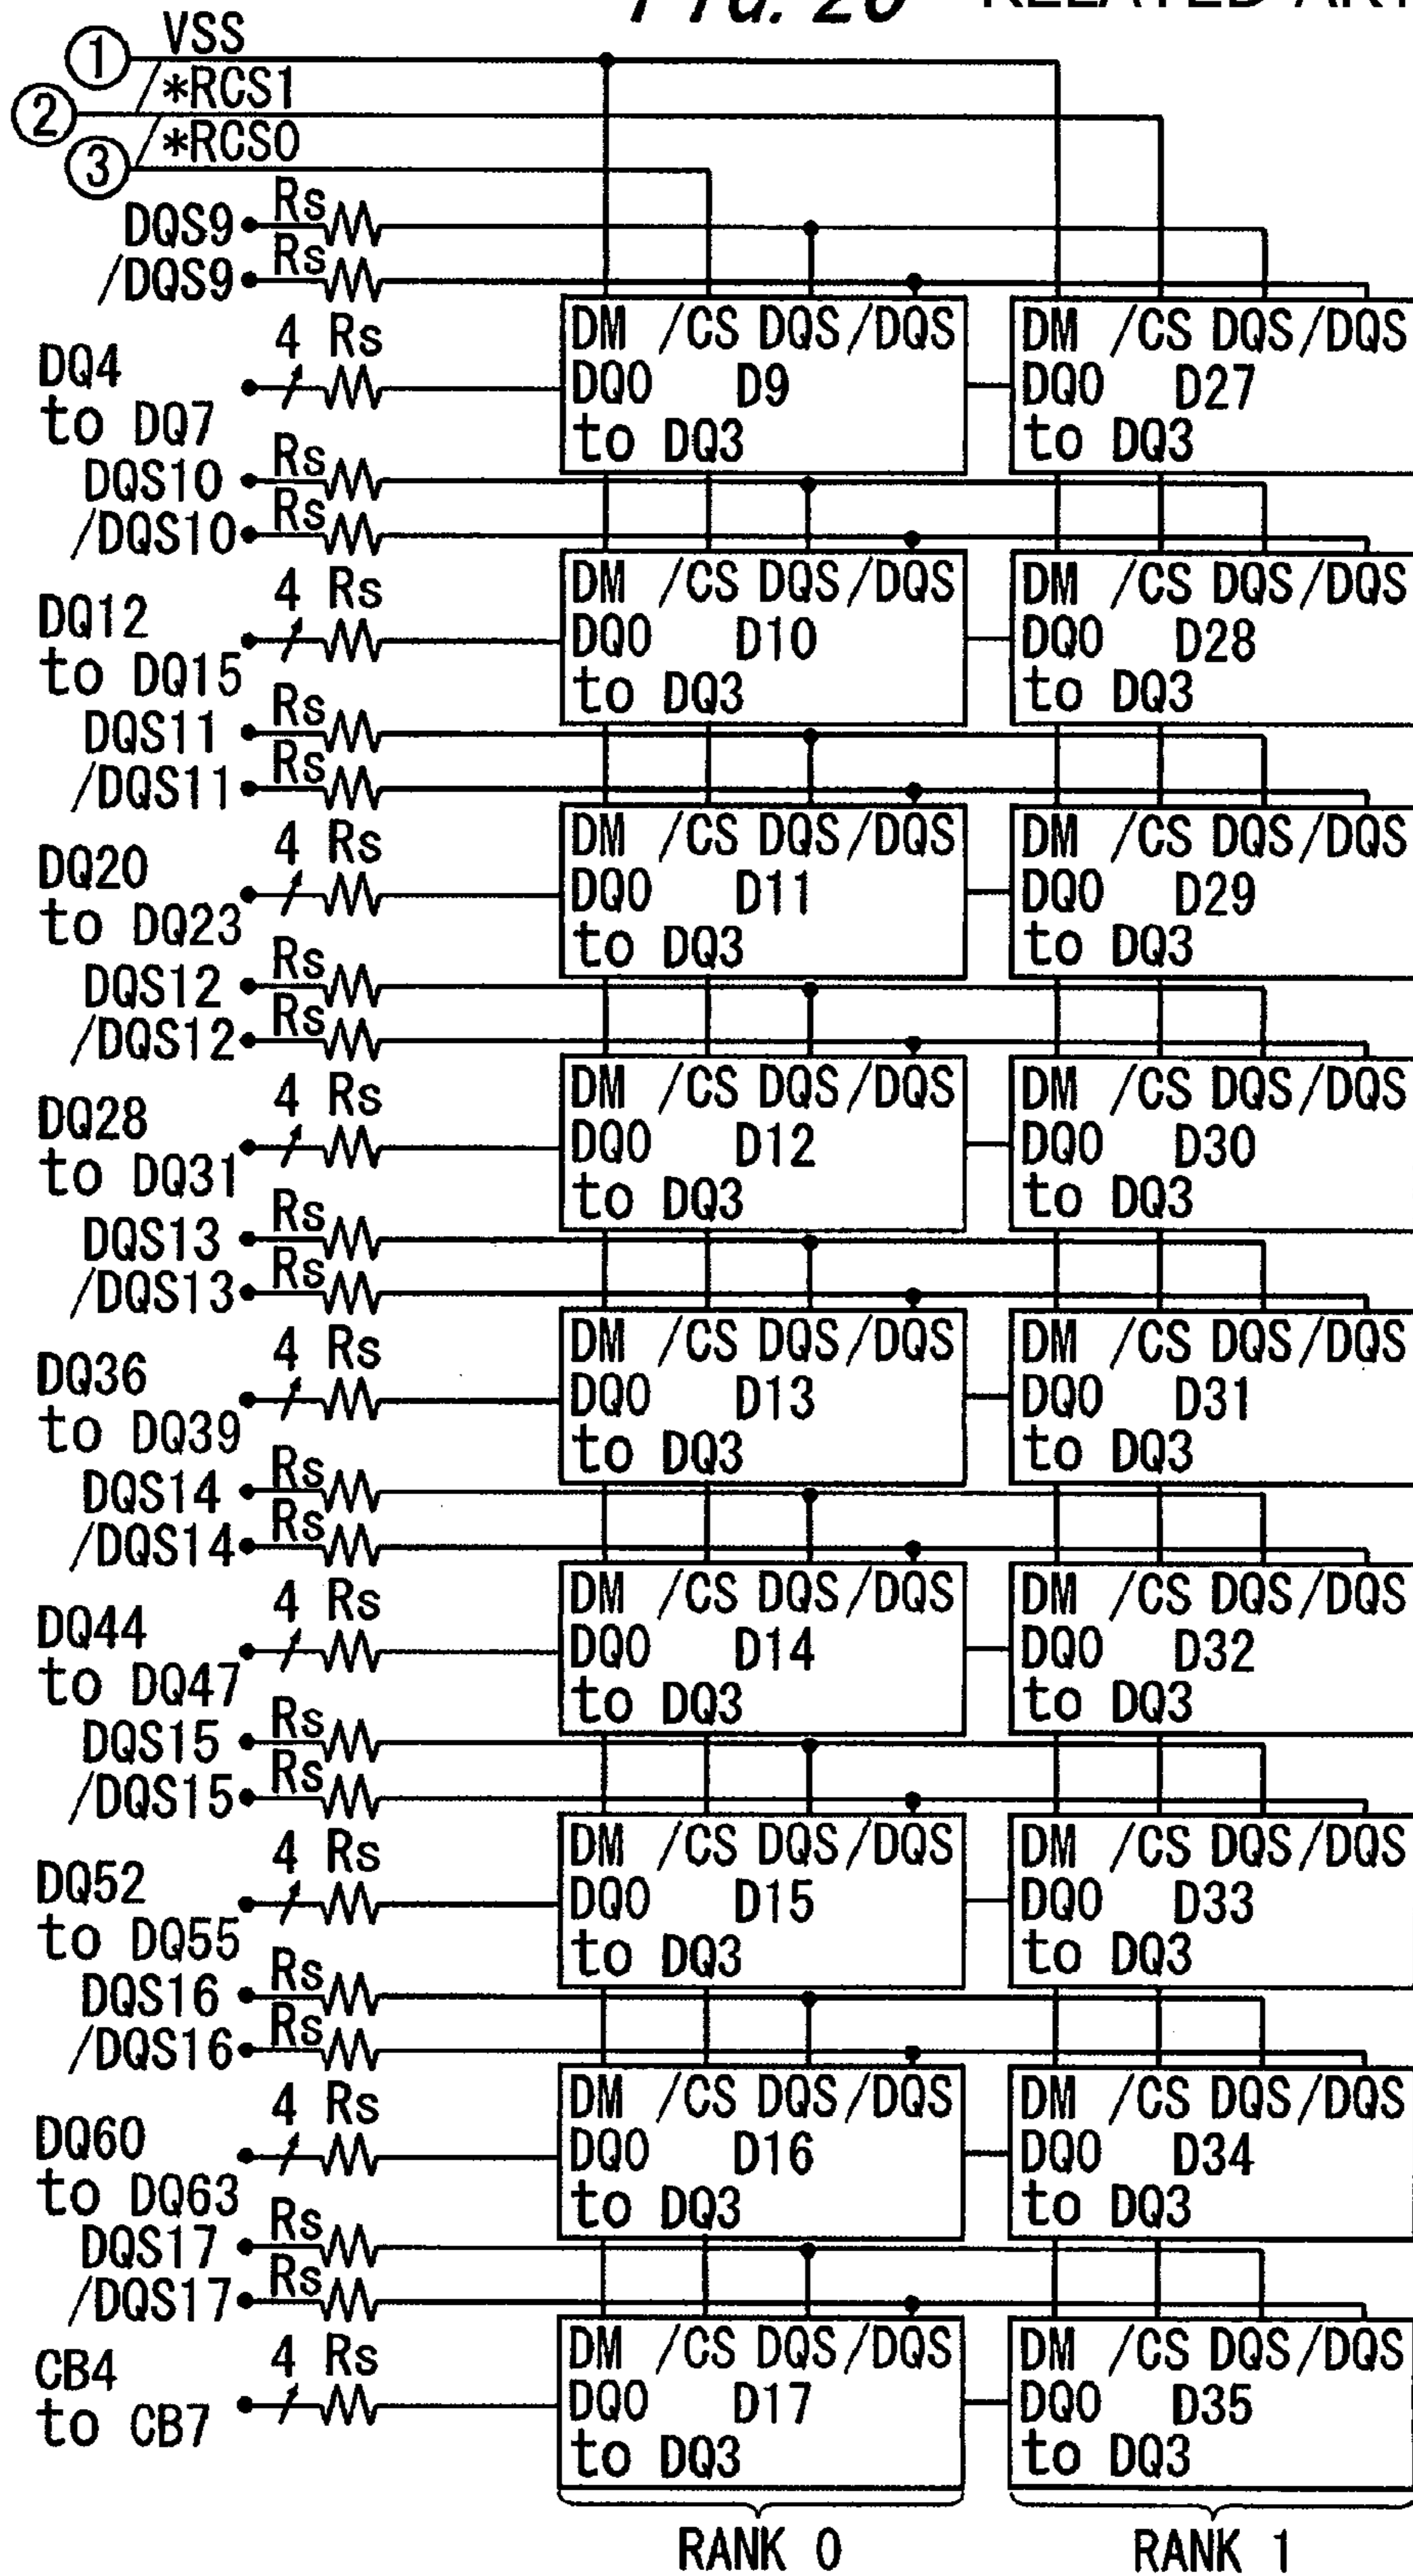 FIG. 20 RELATED ART
1 VSS
2 /*RCS1
3 /*RCS0
DQS9 Rs
/DQS9 Rs
DM /CS DQS /DQS DM /CS DQS /DQS
DQ4 4 Rs DQ0 D9 DQ0 D27
to DQ7 to DQ3 to DQ3
DQS10 Rs
/DQS10 Rs
DM /CS DQS /DQS DM /CS DQS /DQS
DQ12 4 Rs DQ0 D10 DQ0 D28
to DQ15 to DQ3 to DQ3
DQS11 Rs
/DQS11 Rs
DM /CS DQS /DQS DM /CS DQS /DQS
DQ20 4 Rs DQ0 D11 DQ0 D29
to DQ23 to DQ3 to DQ3
DQS12 Rs
/DQS12 Rs
DM /CS DQS /DQS DM /CS DQS /DQS
DQ28 4 Rs DQ0 D12 DQ0 D30
to DQ31 to DQ3 to DQ3
DQS13 Rs
/DQS13 Rs
DM /CS DQS /DQS DM /CS DQS /DQS
DQ36 4 Rs DQ0 D13 DQ0 D31
to DQ39 to DQ3 to DQ3
DQS14 Rs
/DQS14 Rs
DM /CS DQS /DQS DM /CS DQS /DQS
DQ44 4 Rs DQ0 D14 DQ0 D32
to DQ47 to DQ3 to DQ3
DQS15 Rs
/DQS15 Rs
DM /CS DQS /DQS DM /CS DQS /DQS
DQ52 4 Rs DQ0 D15 DQ0 D33
to DQ55 to DQ3 to DQ3
DQS16 Rs
/DQS16 Rs
DM /CS DQS /DQS DM /CS DQS /DQS
DQ60 4 Rs DQ0 D16 DQ0 D34
to DQ63 to DQ3 to DQ3
DQS17 Rs
/DQS17 Rs
DM /CS DQS /DQS DM /CS DQS /DQS
CB4 4 Rs DQ0 D17 DQ0 D35
to CB7 to DQ3 to DQ3
RANK 0 RANK 1